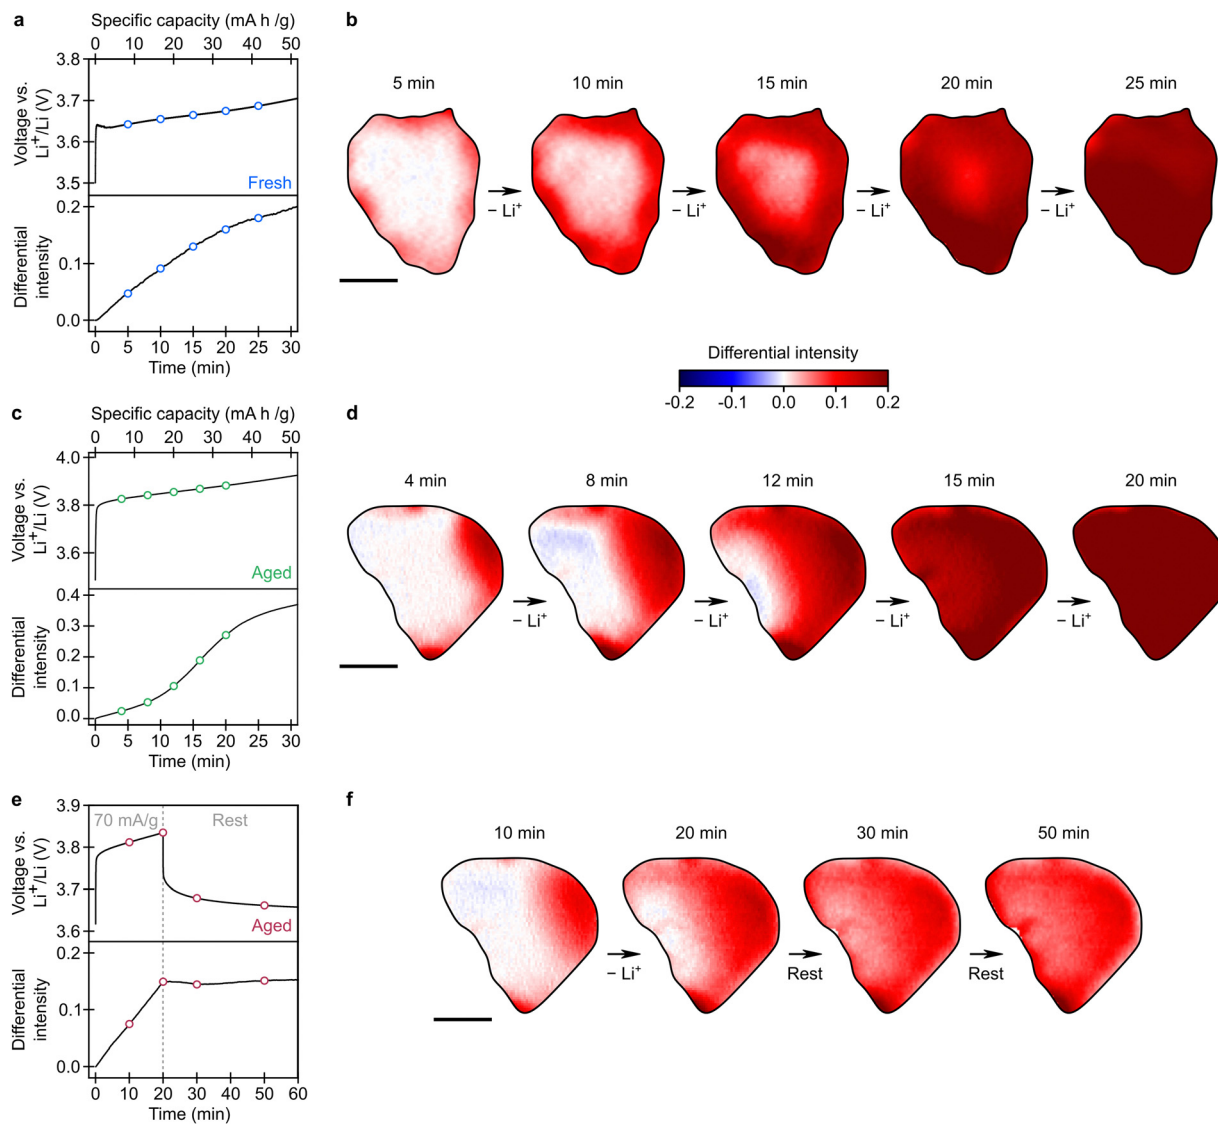 a
Specific capacity (mA h /g)
0 10 20 30 40 50
3.8
3.7
3.6
3.5
Voltage vs.
Li⁺/Li (V)
Fresh
0.2
0.1
0.0
Differential
intensity
0 5 10 15 20 25 30
Time (min)
b
5 min 10 min 15 min 20 min 25 min
− Li⁺ − Li⁺ − Li⁺ − Li⁺
Differential intensity
-0.2 -0.1 0.0 0.1 0.2
c
Specific capacity (mA h /g)
0 10 20 30 40 50
4.0
3.8
3.6
Voltage vs.
Li⁺/Li (V)
Aged
0.4
0.3
0.2
0.1
0.0
Differential
intensity
0 5 10 15 20 25 30
Time (min)
d
4 min 8 min 12 min 15 min 20 min
− Li⁺ − Li⁺ − Li⁺ − Li⁺
e
3.9
3.8
3.7
3.6
Voltage vs.
Li⁺/Li (V)
70 mA/g Rest
Aged
0.2
0.1
0.0
Differential
intensity
0 10 20 30 40 50 60
Time (min)
f
10 min 20 min 30 min 50 min
− Li⁺ Rest Rest